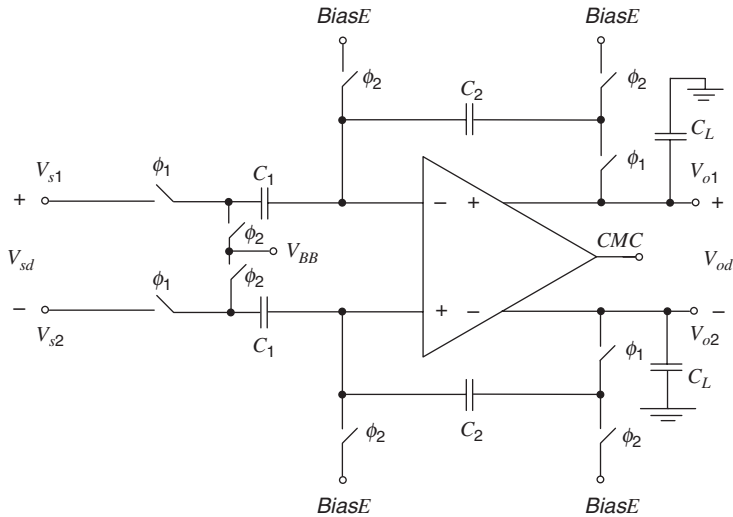 BiasE BiasE
ϕ2 ϕ2
C2
CL
ϕ1
Vs1 ϕ1 C1 Vo1
+ − + +
ϕ2 VBB CMC
Vsd ϕ1 ϕ2 Vod
− + − −
Vs2 C1 Vo2
ϕ1
CL
C2
ϕ2 ϕ2
BiasE BiasE